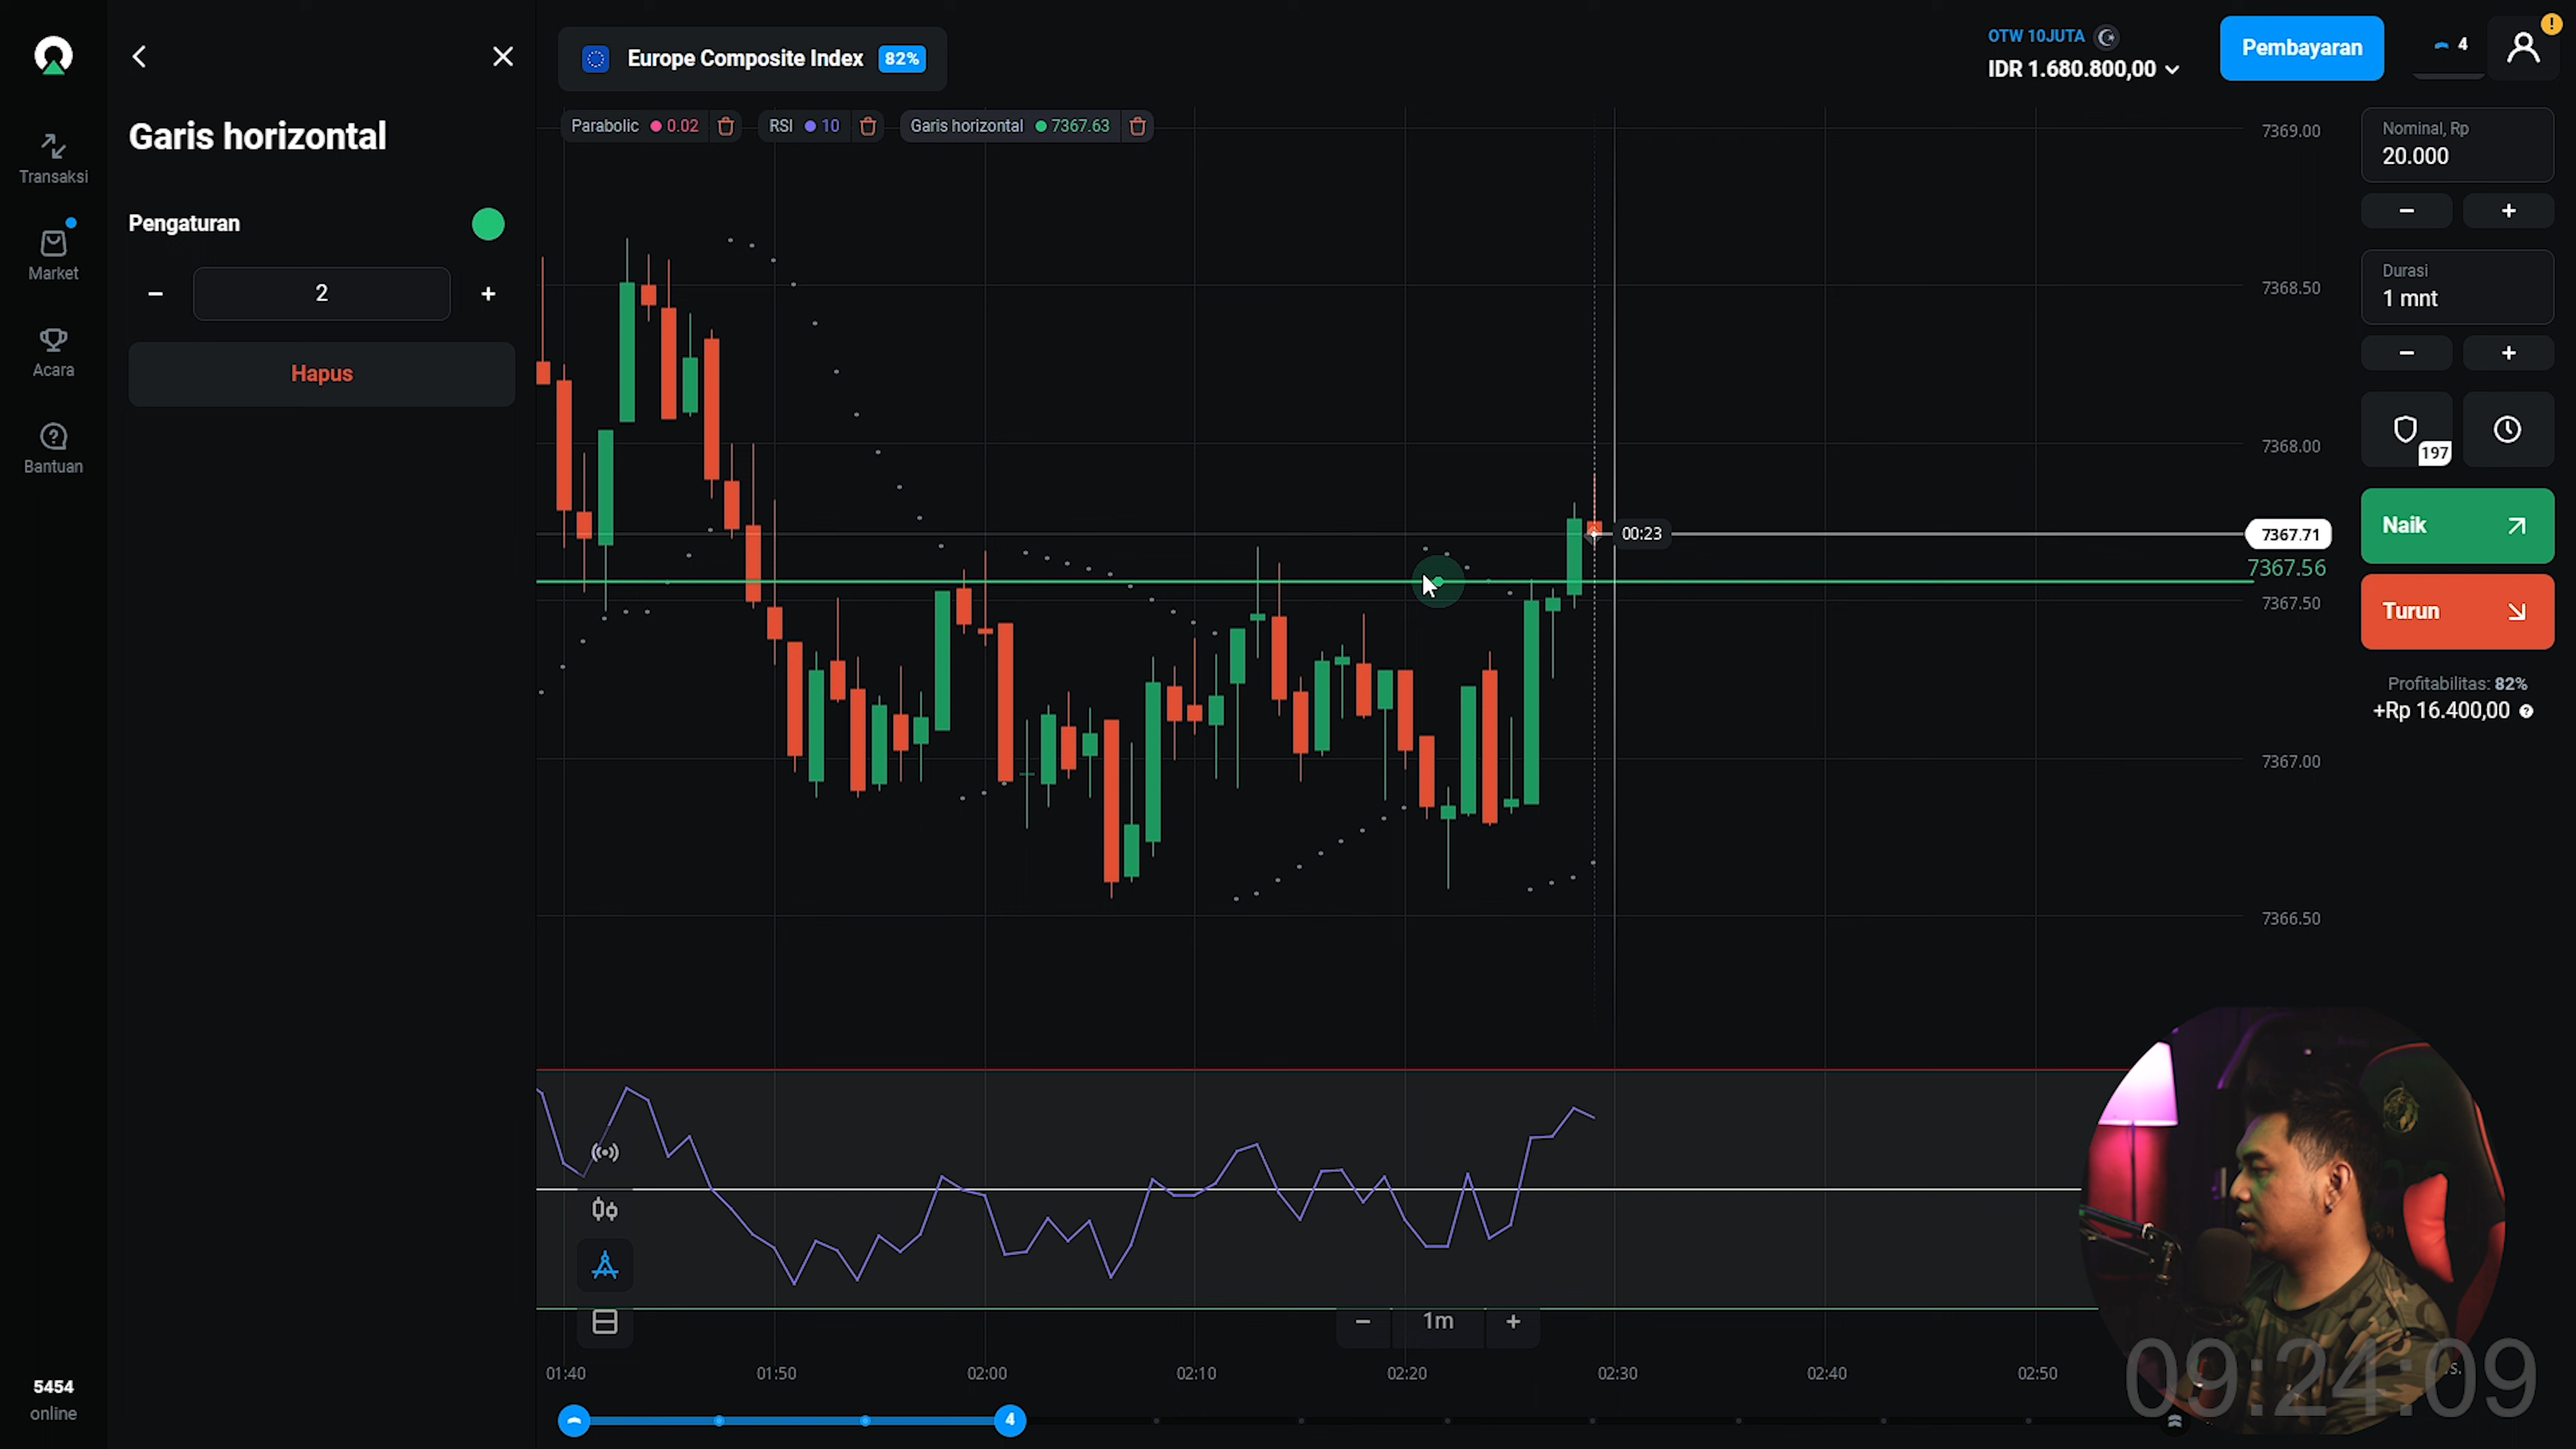 Transaksi
Market
Acara
Bantuan
5454
online
Garis horizontal
Pengaturan
2
Hapus
Europe Composite Index 82%
Parabolic 0.02
RSI 10
Garis horizontal 7367.63
OTW 10JUTA
IDR 1.680.800,00
Pembayaran
4
!
7369.00
7368.50
7368.00
7367.71
7367.56
7367.50
7367.00
7366.50
00:23
Nominal, Rp
20.000
Durasi
1 mnt
197
Naik
Turun
Profitabilitas: 82%
+Rp 16.400,00
1m
01:40 01:50 02:00 02:10 02:20 02:30 02:40 02:50
4
09:24:09